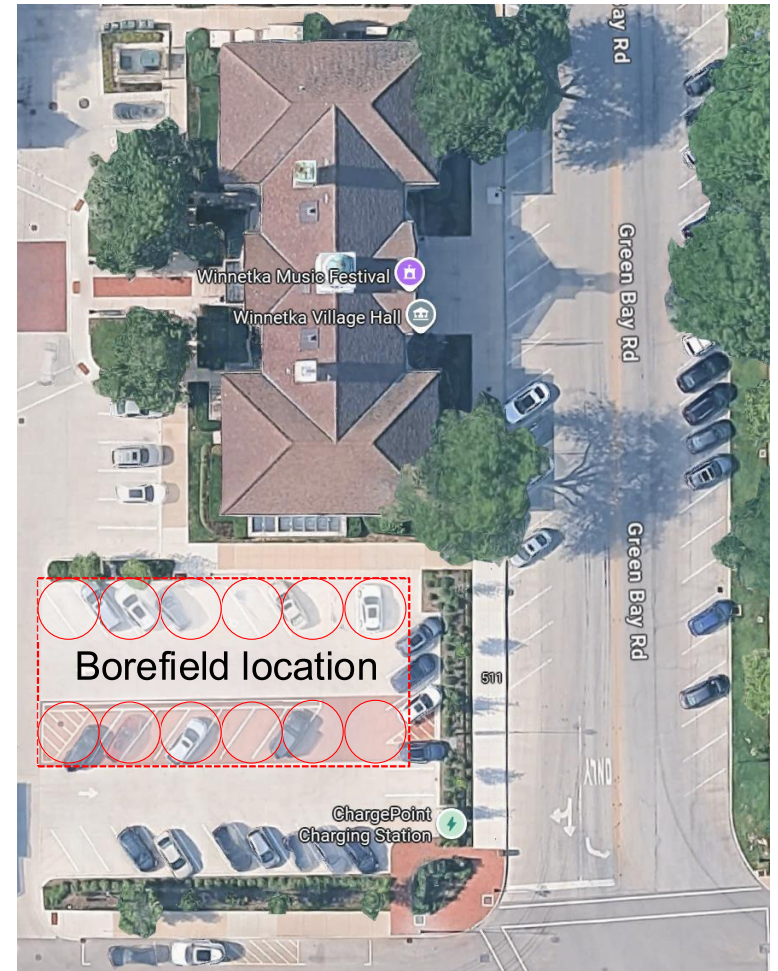 ay Rd
Green Bay Rd
Winnetka Music Festival
Winnetka Village Hall
Green Bay Rd
Borefield location
511
ONLY
ChargePoint
Charging Station